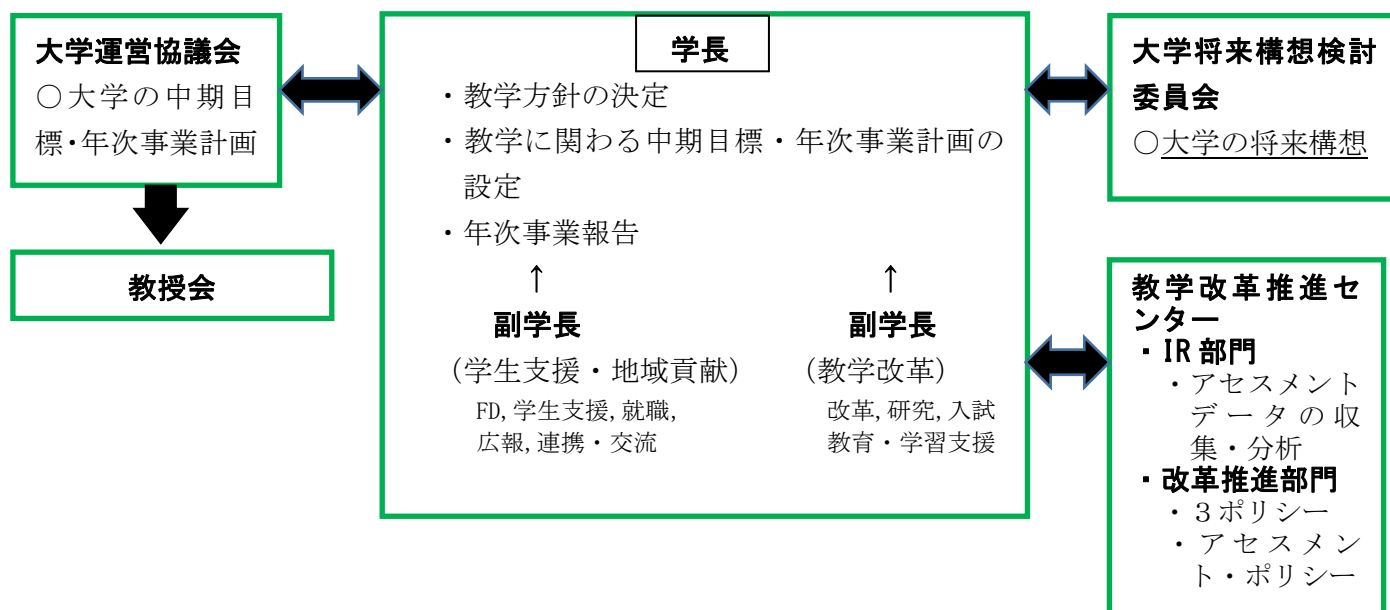 大学運営協議会
○大学の中期目
標・年次事業計画
教授会
学長
・教学方針の決定
・教学に関わる中期目標・年次事業計画の
設定
・年次事業報告
↑
↑
副学長
副学長
(学生支援・地域貢献)
(教学改革)
FD,学生支援,就職,
広報,連携・交流
改革,研究,入試
教育・学習支援
大学将来構想検討
委員会
○大学の将来構想
教学改革推進セ
ンター
・IR部門
・アセスメント
データの収
集・分析
・改革推進部門
・３ポリシー
・アセスメン
ト・ポリシー